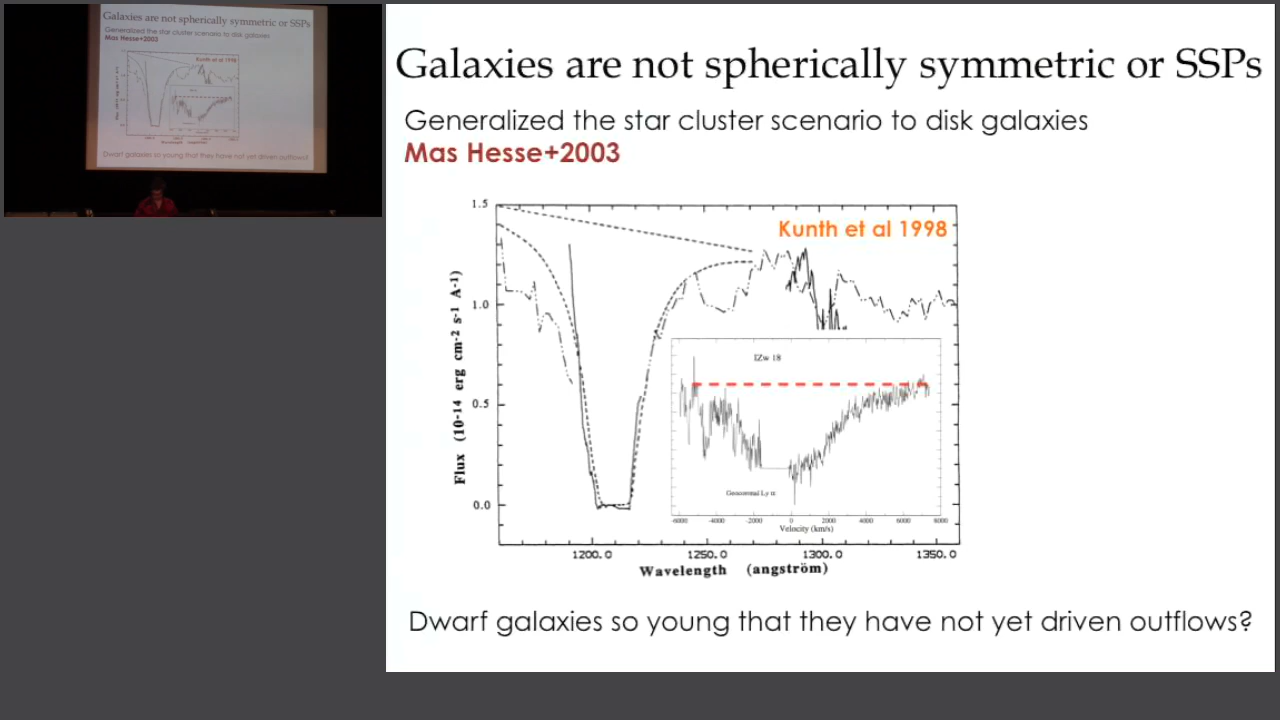 Galaxies are not spherically symmetric or SSPs
Generalized the star cluster scenario to disk galaxies
Mas Hesse+2003
Kunth et al 1998
Dwarf galaxies so young that they have not yet driven outflows?
Galaxies are not spherically symmetric or SSPs
Generalized the star cluster scenario to disk galaxies
Mas Hesse+2003
1.5
Kunth et al 1998
1.0
0.5
0.0
Flux (10-14 erg cm-2 s-1 A-1)
IZw 18
Geocoronal Ly α
-6000 -4000 -2000 0 2000 4000 6000 8000
Velocity (km/s)
1200.0 1250.0 1300.0 1350.0
Wavelength (angström)
Dwarf galaxies so young that they have not yet driven outflows?